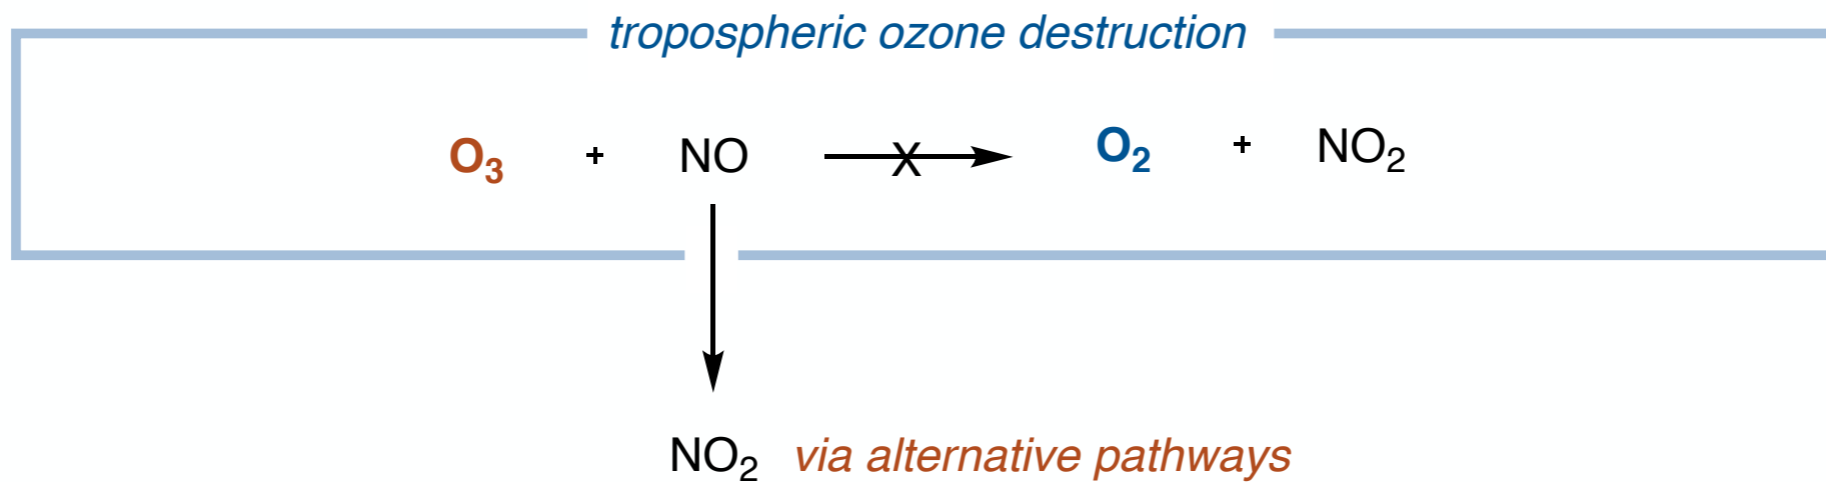 tropospheric ozone destruction
O₃ + NO X O₂ + NO₂
NO₂ via alternative pathways